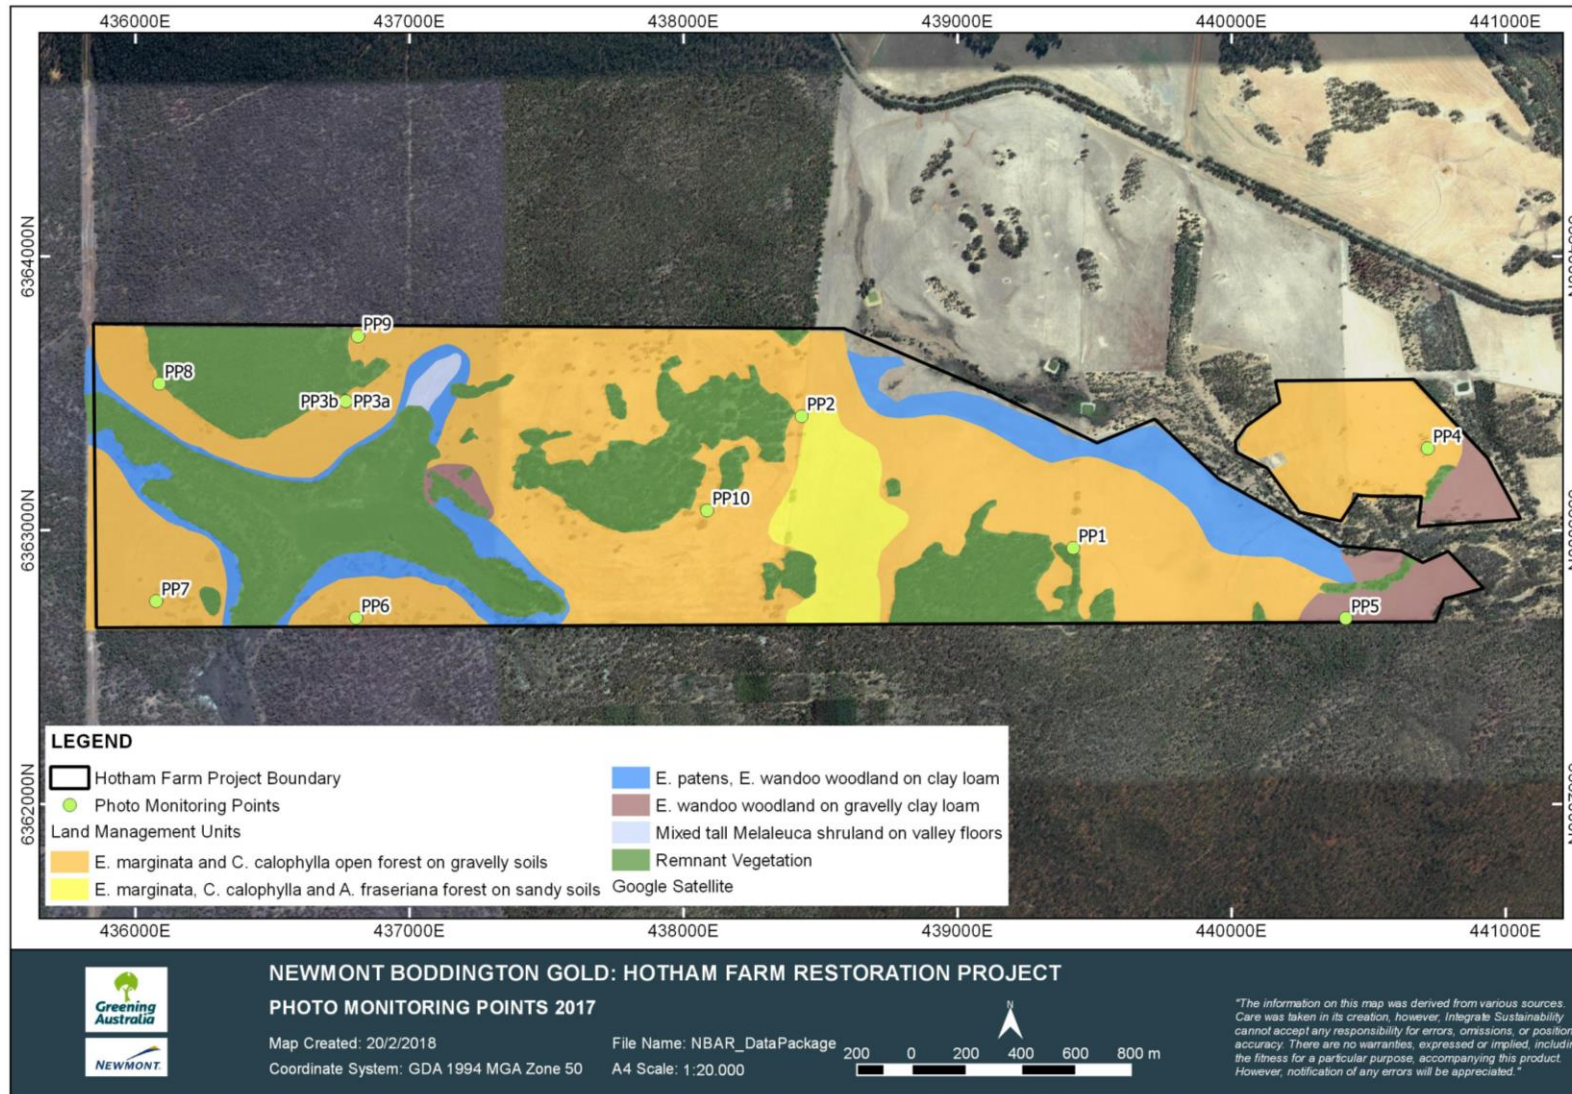 436000E 437000E 438000E 439000E 440000E 441000E
6364000N
6364000N
PP9
PP8
PP3b PP3a
PP2
PP4
PP10
6363000N
6363000N
PP1
PP7
PP6
PP5
LEGEND
Hotham Farm Project Boundary
Photo Monitoring Points
Land Management Units
E. marginata and C. calophylla open forest on gravelly soils
E. marginata, C. calophylla and A. fraseriana forest on sandy soils
E. patens, E. wandoo woodland on clay loam
E. wandoo woodland on gravelly clay loam
Mixed tall Melaleuca shruland on valley floors
Remnant Vegetation
Google Satellite
6362000N
6362000N
436000E 437000E 438000E 439000E 440000E 441000E
Greening
Australia
NEWMONT
NEWMONT BODDINGTON GOLD: HOTHAM FARM RESTORATION PROJECT
PHOTO MONITORING POINTS 2017
Map Created: 20/2/2018
Coordinate System: GDA 1994 MGA Zone 50
File Name: NBAR_DataPackage
A4 Scale: 1:20.000
N
200 0 200 400 600 800 m
"The information on this map was derived from various sources.
Care was taken in its creation, however, Integrate Sustainability
cannot accept any responsibility for errors, omissions, or position
accuracy. There are no warranties, expressed or implied, includin
the fitness for a particular purpose, accompanying this product.
However, notification of any errors will be appreciated."